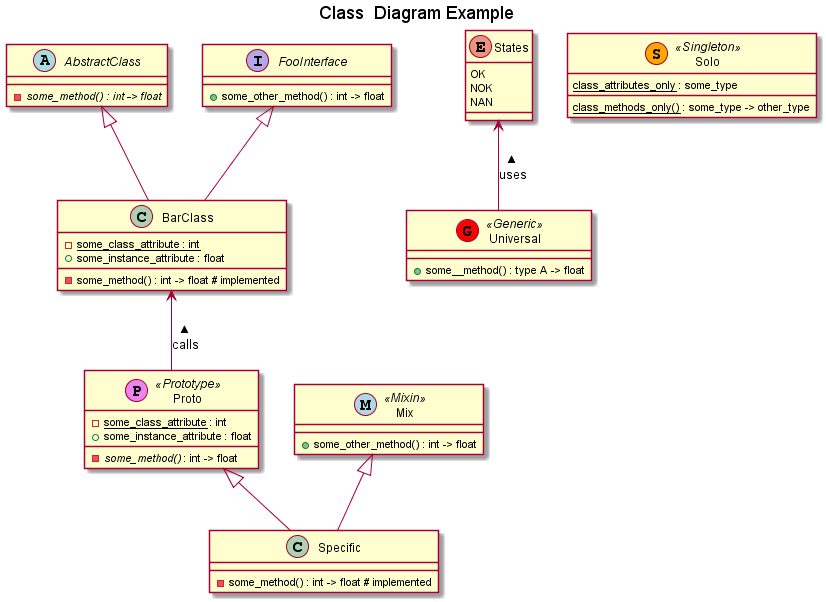 Class  Diagram Example
A AbstractClass
some_method() : int -> float
I FooInterface
some_other_method() : int -> float
E States
OK
NOK
NAN
S «Singleton»
Solo
class_attributes_only : some_type
class_methods_only() : some_type -> other_type
C BarClass
some_class_attribute : int
some_instance_attribute : float
some_method() : int -> float # implemented
▲
uses
G «Generic»
Universal
some__method() : type A -> float
▲
calls
P «Prototype»
Proto
some_class_attribute : int
some_instance_attribute : float
some_method() : int -> float
M «Mixin»
Mix
some_other_method() : int -> float
C Specific
some_method() : int -> float # implemented